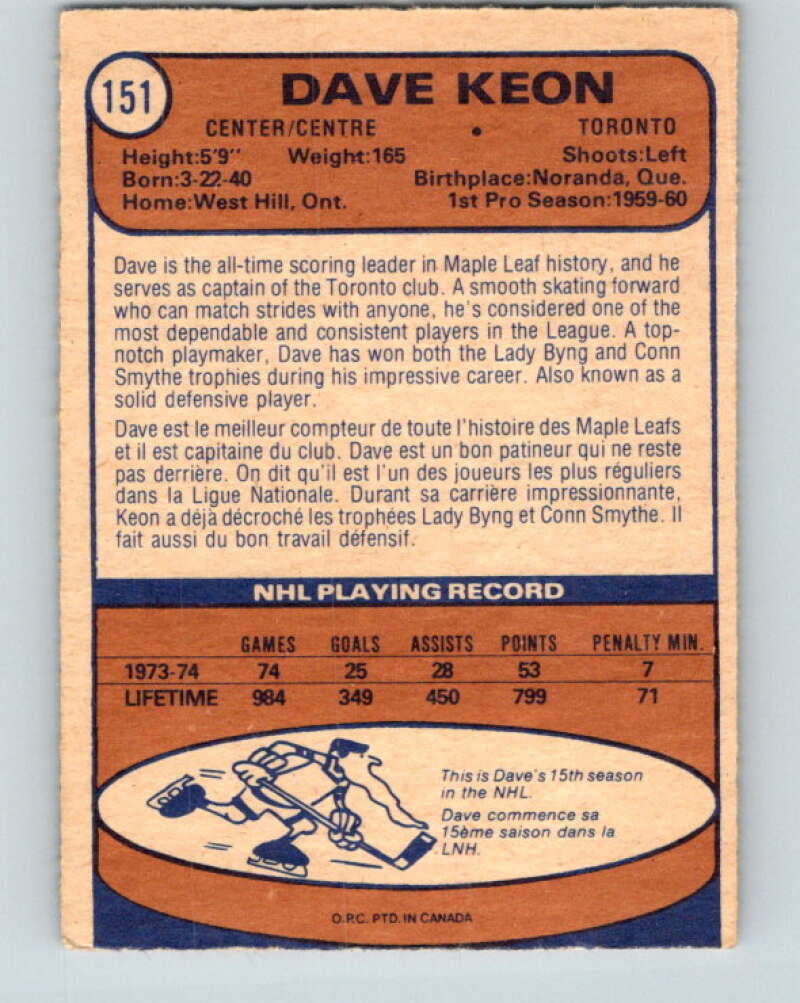 151
DAVE KEON
CENTER/CENTRE • TORONTO
Height:5'9" Weight:165 Shoots:Left
Born:3-22-40 Birthplace:Noranda, Que.
Home:West Hill, Ont. 1st Pro Season:1959-60
Dave is the all-time scoring leader in Maple Leaf history, and he
serves as captain of the Toronto club. A smooth skating forward
who can match strides with anyone, he's considered one of the
most dependable and consistent players in the League. A top-
notch playmaker, Dave has won both the Lady Byng and Conn
Smythe trophies during his impressive career. Also known as a
solid defensive player.
Dave est le meilleur compteur de toute l'histoire des Maple Leafs
et il est capitaine du club. Dave est un bon patineur qui ne reste
pas derrière. On dit qu'il est l'un des joueurs les plus réguliers
dans la Ligue Nationale. Durant sa carrière impressionnante,
Keon a déjà décroché les trophées Lady Byng et Conn Smythe. Il
fait aussi du bon travail défensif.
NHL PLAYING RECORD
GAMES GOALS ASSISTS POINTS PENALTY MIN.
1973-74 74 25 28 53 7
LIFETIME 984 349 450 799 71
This is Dave's 15th season
in the NHL.
Dave commence sa
15ème saison dans la
LNH.
O.P.C. PTD. IN CANADA